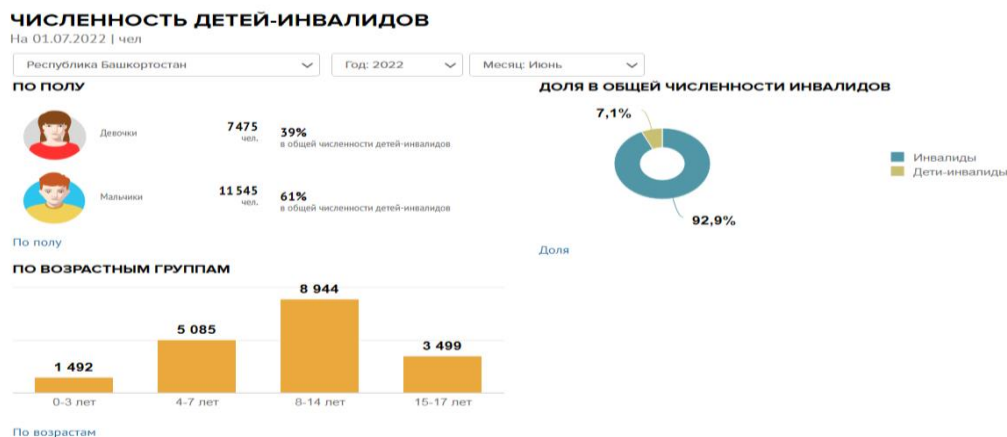 ЧИСЛЕННОСТЬ ДЕТЕЙ-ИНВАЛИДОВ
На 01.07.2022 | чел
Республика Башкортостан
Год: 2022
Месяц: Июнь
ПО ПОЛУ
Девочки
7475
чел.
39%
в общей численности детей-инвалидов
Мальчики
11 545
чел.
61%
в общей численности детей-инвалидов
По полу
ДОЛЯ В ОБЩЕЙ ЧИСЛЕННОСТИ ИНВАЛИДОВ
7,1%
92,9%
Инвалиды
Дети-инвалиды
Доля
ПО ВОЗРАСТНЫМ ГРУППАМ
1 492
5 085
8 944
3 499
0-3 лет
4-7 лет
8-14 лет
15-17 лет
По возрастам